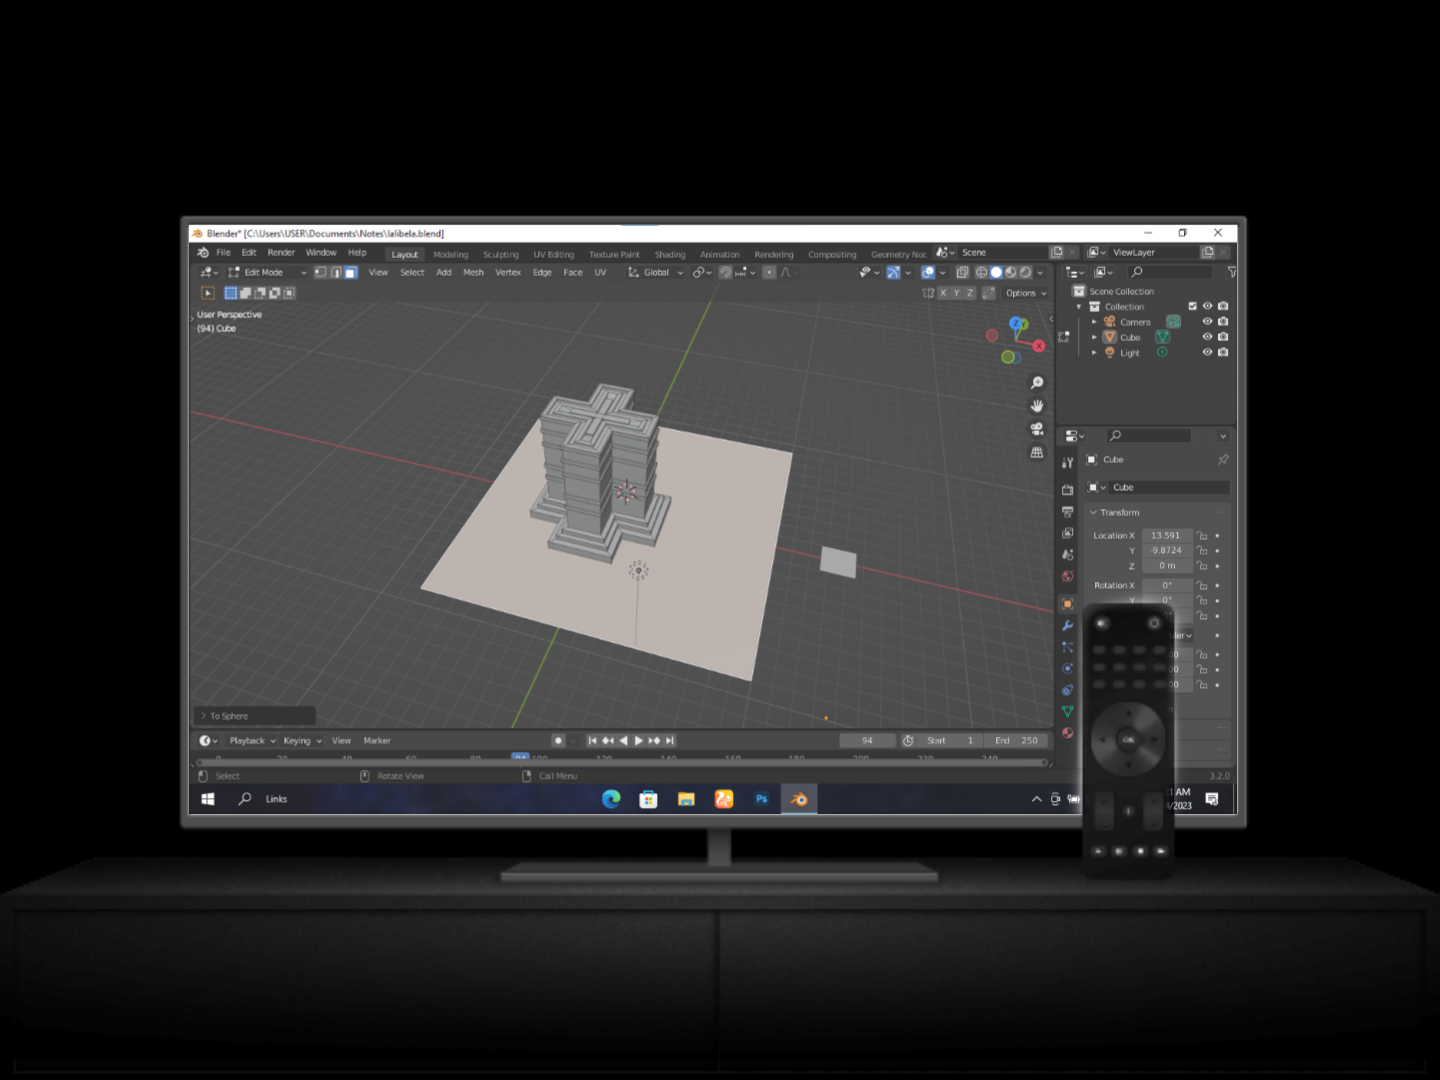 Blender* [C:\Users\USER\Documents\Notes\lalibela.blend]
File Edit Render Window Help Layout Modeling Sculpting UV Editing Texture Paint Shading Animation Rendering Compositing Geometry Noc Scene ViewLayer
Edit Mode View Select Add Mesh Vertex Edge Face UV Global
X Y Z Options
User Perspective
(94) Cube
Z Y X
Scene Collection
Collection
Camera
Cube
Light
Cube
Cube
Transform
Location X 13.591
Y -9.8724
Z 0 m
Rotation X 0°
Y 0°
To Sphere
Playback Keying View Marker 94 Start 1 End 250
Select Rotate View Call Menu 3.2.0
Links Ps
OK